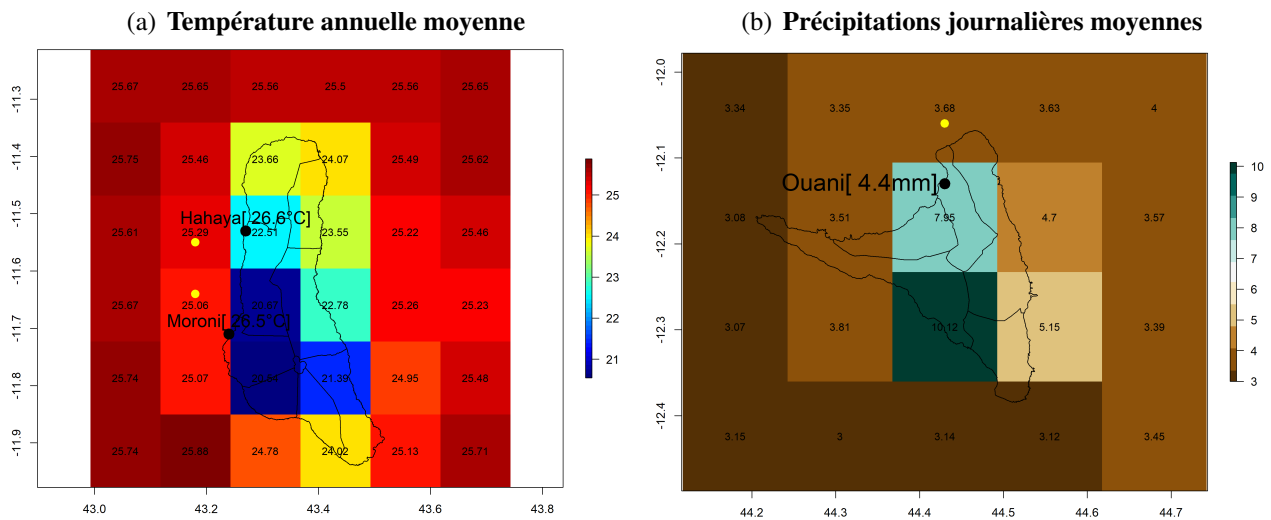 (a) Température annuelle moyenne
25.67 25.65 25.56 25.5 25.56 25.65
25.75 25.46 23.66 24.07 25.49 25.62
Hahaya[ 26.6°C]
25.61 25.29 22.51 23.55 25.22 25.46
25.67 25.06 20.57 22.78 25.26 25.23
Moroni[ 26.5°C]
25.74 25.07 21.39 24.95 25.48
25.74 25.88 24.78 24.02 25.13 25.71
-11.3
-11.4
-11.5
-11.6
-11.7
-11.8
-11.9
43.0 43.2 43.4 43.6 43.8
25
24
23
22
21
(b) Précipitations journalières moyennes
3.34 3.35 3.68 3.63 4
Ouani[ 4.4mm]
3.08 3.51 7.95 4.7 3.57
3.07 3.81 10.12 5.15 3.39
3.15 3 3.14 3.12 3.45
-12.0
-12.1
-12.2
-12.3
-12.4
44.2 44.3 44.4 44.5 44.6 44.7
10
9
8
7
6
5
4
3